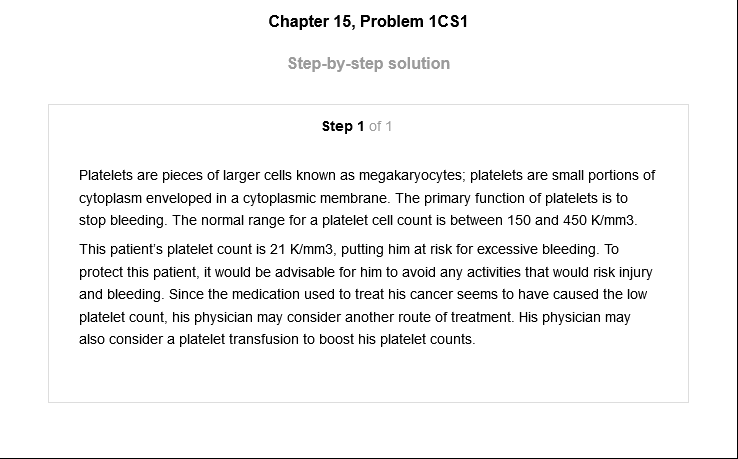 Chapter 15, Problem 1CS1
Step-by-step solution
Step 1 of 1
Platelets are pieces of larger cells known as megakaryocytes; platelets are small portions of
cytoplasm enveloped in a cytoplasmic membrane. The primary function of platelets is to
stop bleeding. The normal range for a platelet cell count is between 150 and 450 K/mm3.
This patient's platelet count is 21 K/mm3, putting him at risk for excessive bleeding. To
protect this patient, it would be advisable for him to avoid any activities that would risk injury
and bleeding. Since the medication used to treat his cancer seems to have caused the low
platelet count, his physician may consider another route of treatment. His physician may
also consider a platelet transfusion to boost his platelet counts.